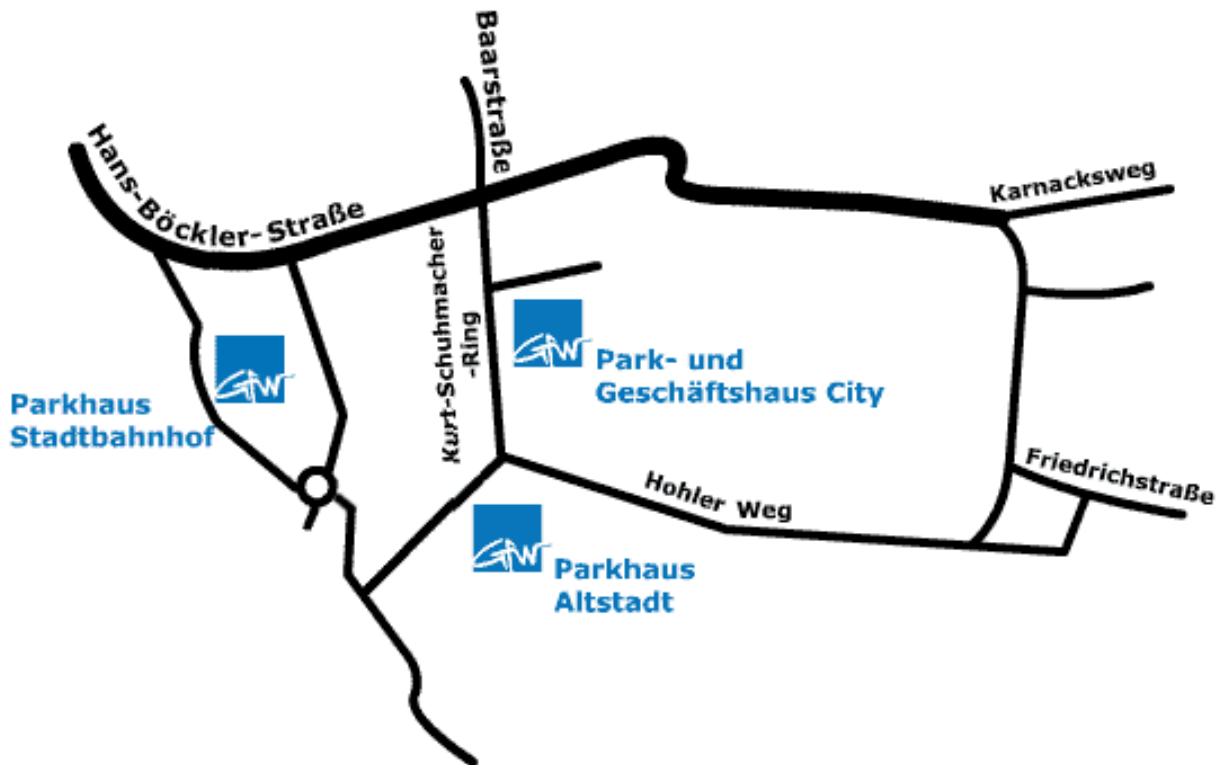 Baarstraße
Hans-Böckler-Straße
Karnacksweg
Kurt-Schuhmacher
-Ring
GfW
Park- und
Geschäftshaus City
GfW
Parkhaus
Stadtbahnhof
Friedrichstraße
Hohler Weg
GfW
Parkhaus
Altstadt